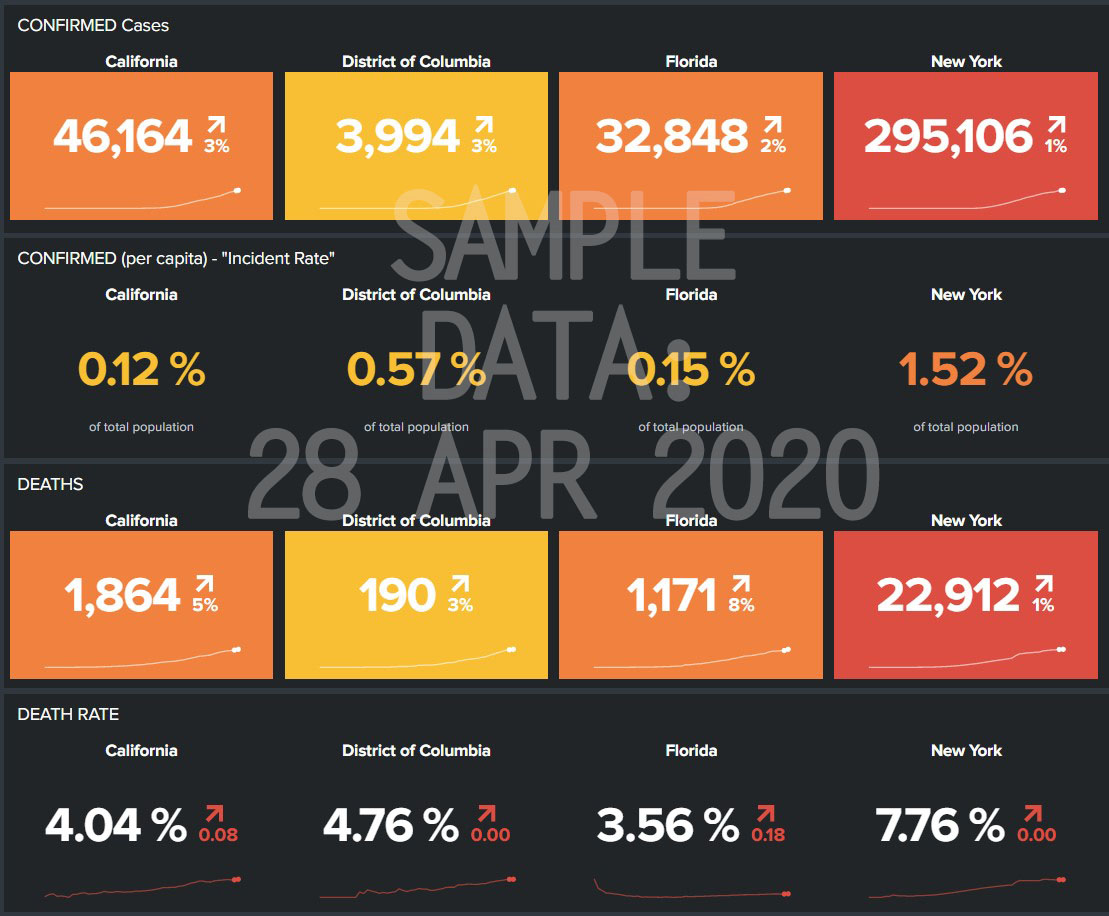 CONFIRMED Cases
California District of Columbia Florida New York
46,164 3% 3,994 3% 32,848 2% 295,106 1%
SAMPLE
CONFIRMED (per capita) - "Incident Rate"
California District of Columbia Florida New York
DATA:
0.12 % 0.57 % 0.15 % 1.52 %
of total population of total population of total population of total population
28 APR 2020
DEATHS
California District of Columbia Florida New York
1,864 5% 190 3% 1,171 8% 22,912 1%
DEATH RATE
California District of Columbia Florida New York
4.04 % 0.08 4.76 % 0.00 3.56 % 0.18 7.76 % 0.00